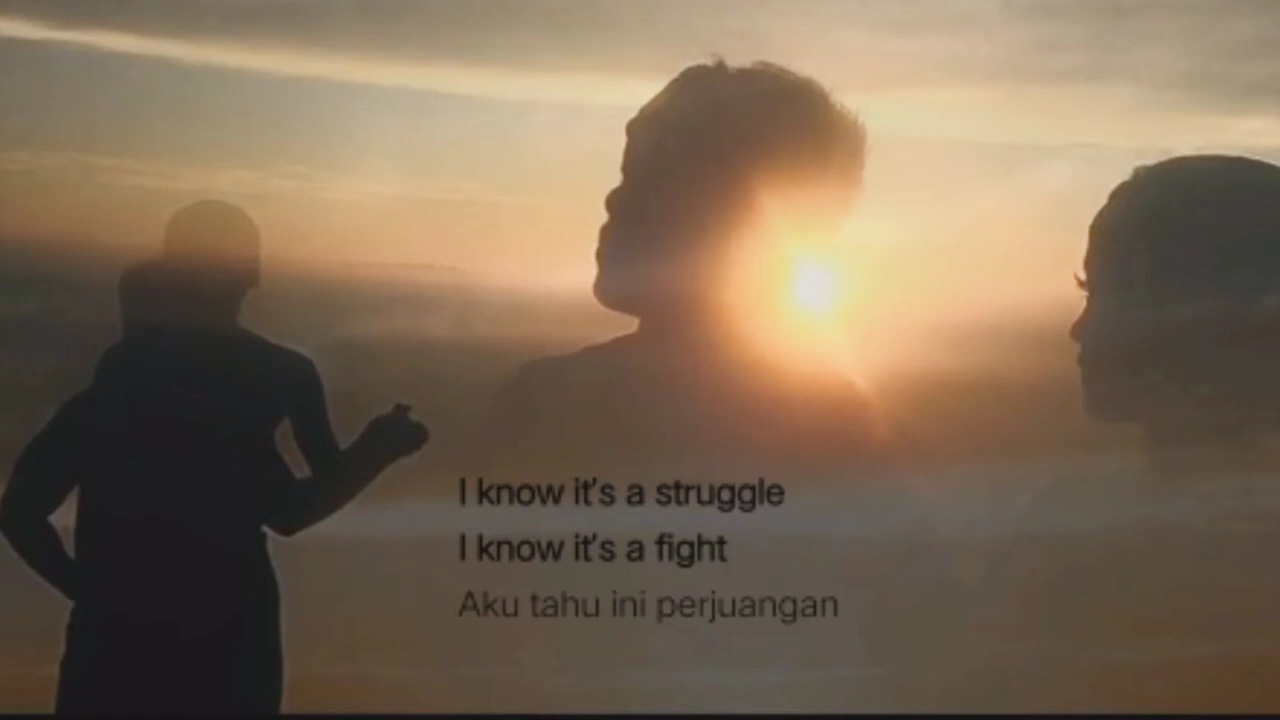 I know it's a struggle
I know it's a fight
Aku tahu ini perjuangan